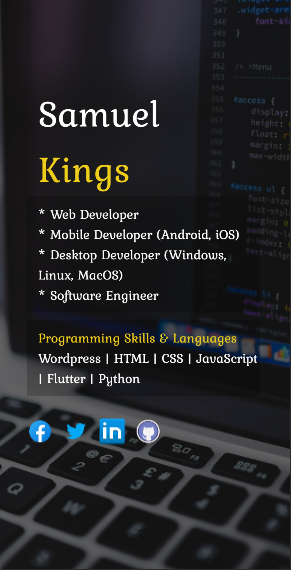 Samuel
Kings
* Web Developer
* Mobile Developer (Android, iOS)
* Desktop Developer (Windows,
Linux, MacOS)
* Software Engineer
Programming Skills & Languages
Wordpress | HTML | CSS | JavaScript
| Flutter | Python